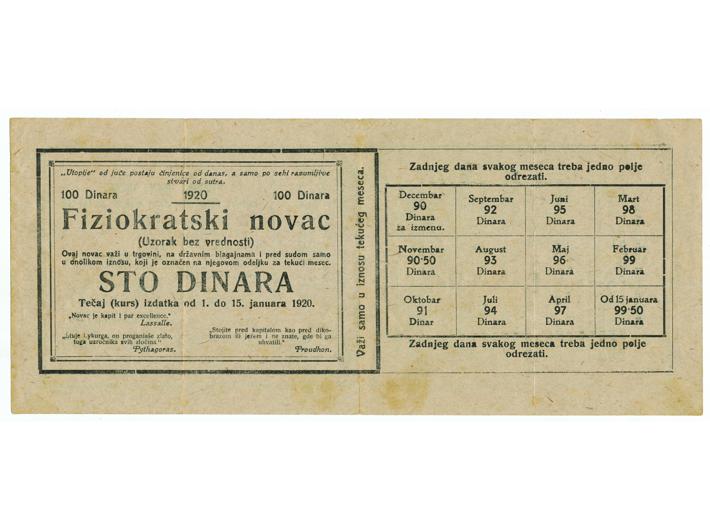 „Utopije" od juče postaju činjenice od danas, a samo po sebi razumljive
stvari od sutra.
100 Dinara 1920 100 Dinara
Fiziokratski novac
(Uzorak bez vrednosti)
Ovaj novac važi u trgovini, na državnim blagajnama i pred sudom samo
u onolikom iznosu, koji je označen na njegovom odeljku za tekući mesec.
STO DINARA
Tečaj (kurs) izdatka od 1. do 15. januara 1920.
„Novac je kapit l par excellence."
Lassalle.
uzročnika svih zločina."
Pythagoras.
„Stojite pred kapitalom kao pred diko-
brazom ili ježem i ne znate, gde bi ga
uhvatili."
Proudhon.
Važi samo u iznosu tekućeg meseca.
Zadnjeg dana svakog meseca treba jedno polje
odrezati.
Decembar
90
Dinara
za izmenu.
Septembar
92
Dinara
Juni
95
Dinara
Mart
98
Dinara
Novembar
90·50
Dinara
August
93
Dinara
Maj
96
Dinara
Februar
99
Dinara
Oktobar
91
Dinar
Juli
94
Dinara
April
97
Dinara
Od 15 januara
99·50
Dinara
Zadnjeg dana svakog meseca treba jedno polje
odrezati.